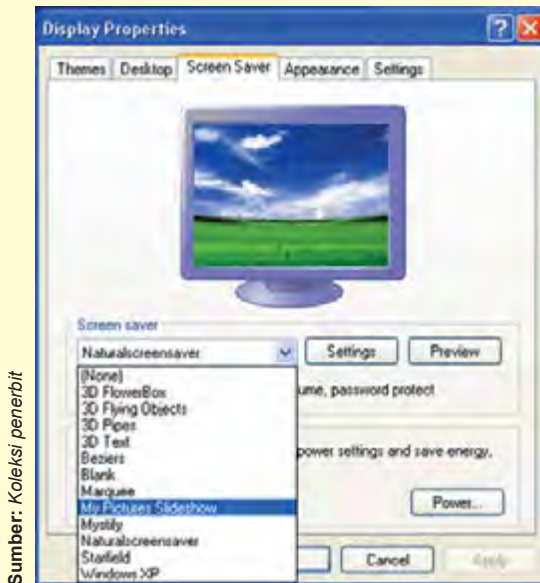 Display Properties
Themes Desktop Screen Saver Appearance Settings
Screen saver
Naturalscreensaver Settings Preview
(None)
3D FlowerBox
ume, password protect
3D Flying Objects
3D Pipes
3D Text
Beziers
power settings and save energy,
Blank
Marquee
My Pictures Slideshow
Power...
Mystify
Naturalscreensaver
Starfield
Cancel Apply
Windows XP
Sumber: Koleksi penerbit